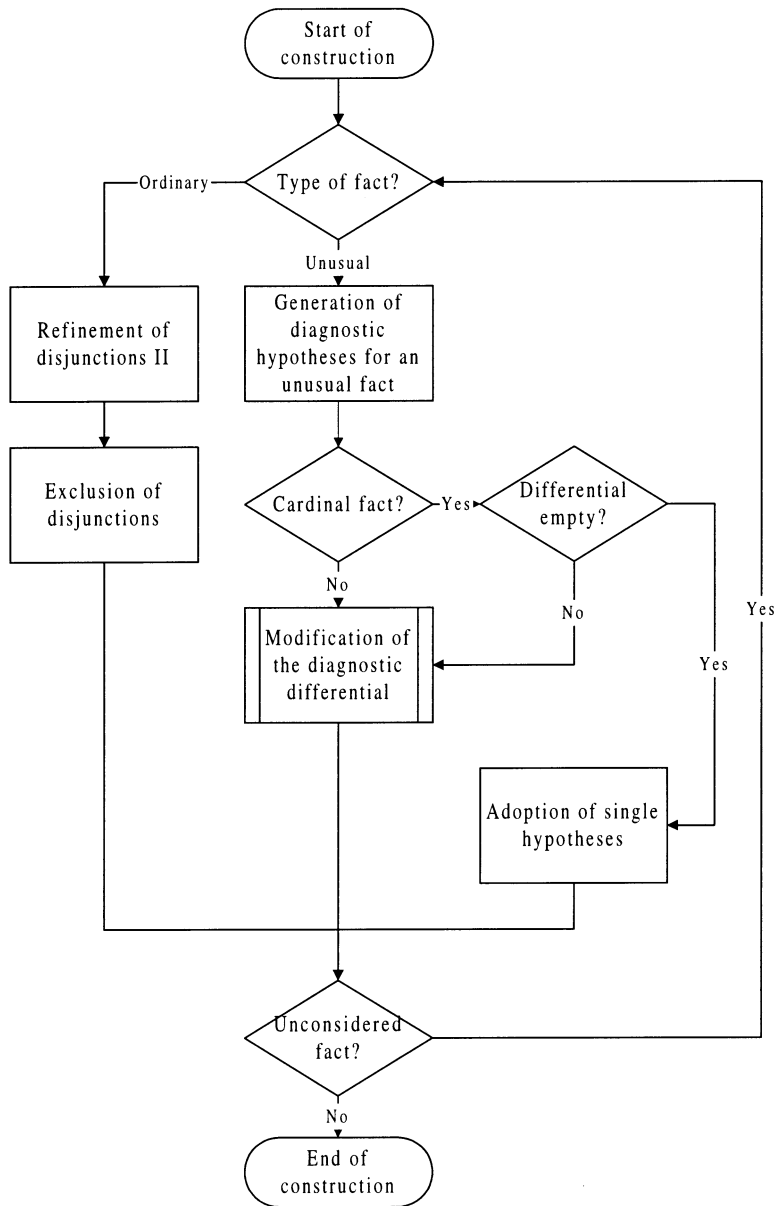 Start of
construction
Type of fact?
Ordinary
Unusual
Refinement of
disjunctions II
Generation of
diagnostic
hypotheses for an
unusual fact
Exclusion of
disjunctions
Cardinal fact?
Yes
Differential
empty?
No
No
Yes
Yes
Modification of
the diagnostic
differential
Adoption of single
hypotheses
Unconsidered
fact?
No
End of
construction